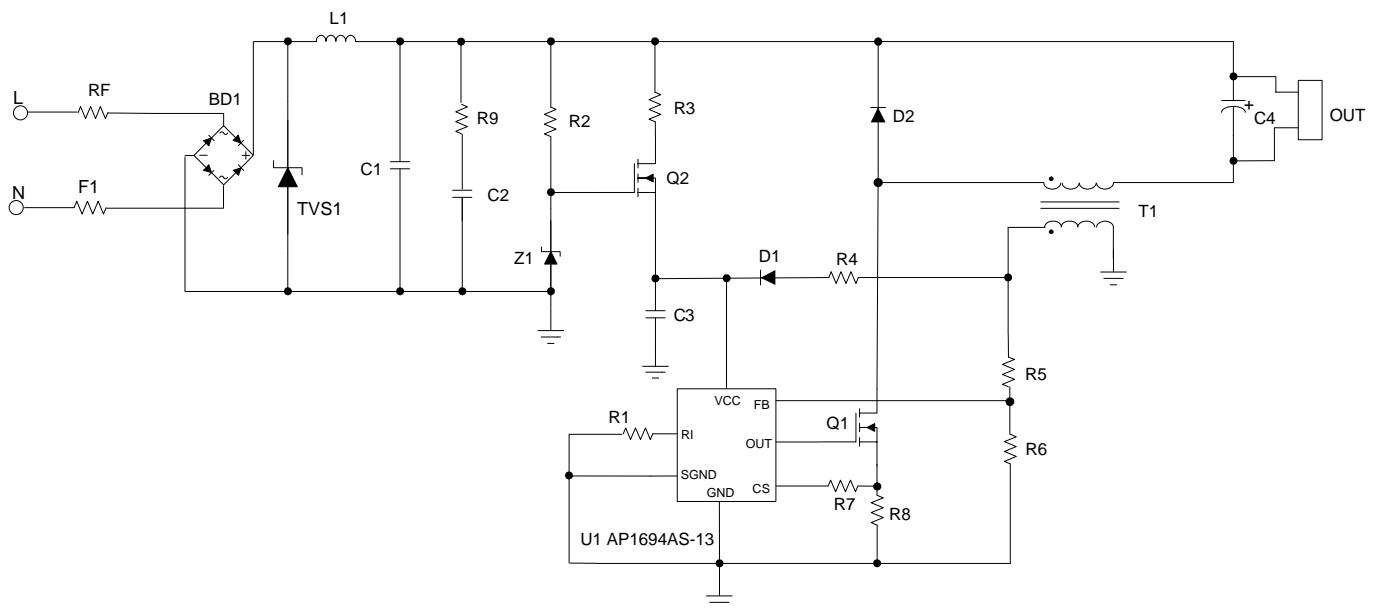 L1
L
RF
BD1
~
+
R9
R2
R3
D2
+
C4
OUT
−
~
C1
Q2
N
F1
TVS1
C2
T1
Z1
D1
R4
C3
R5
VCC
FB
R1
RI
Q1
OUT
R6
SGND
CS
GND
R7
R8
U1 AP1694AS-13